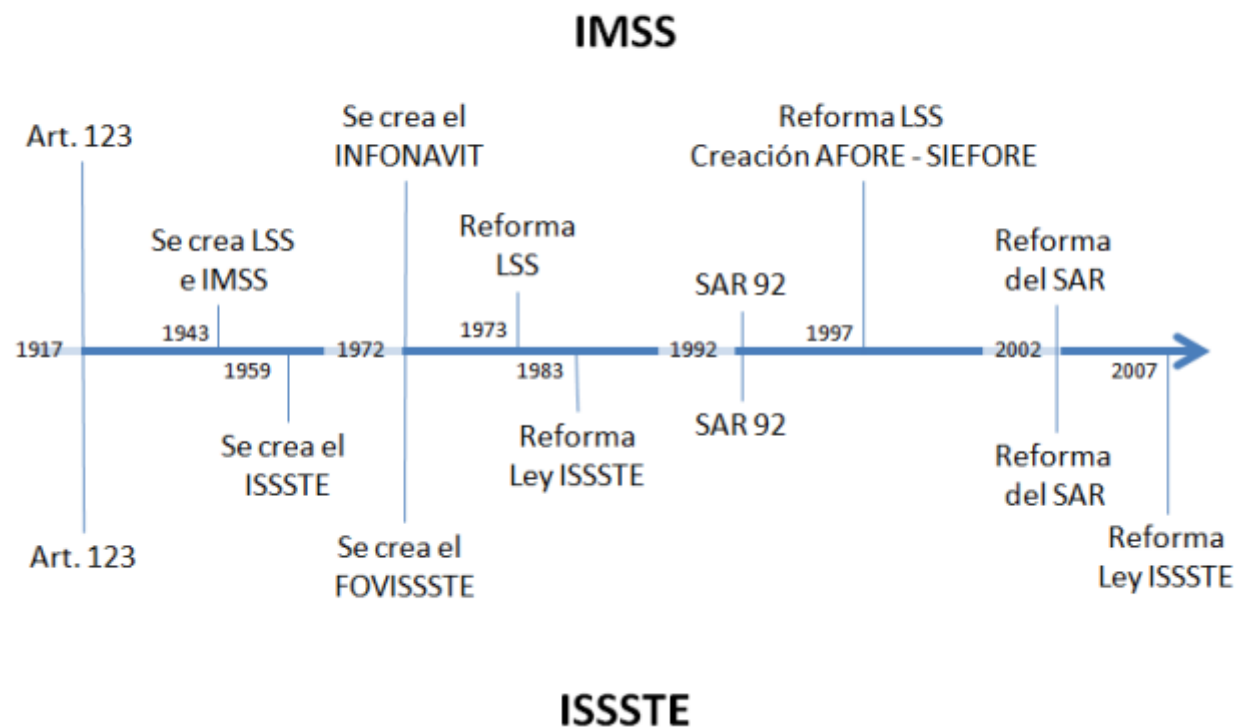 IMSS
Art. 123
Se crea el
INFONAVIT
Reforma LSS
Creación AFORE - SIEFORE
Se crea LSS
e IMSS
Reforma
LSS
SAR 92
Reforma
del SAR
1917
1943
1959
1972
1973
1983
1992
1997
2002
2007
Se crea el
ISSSTE
Reforma
Ley ISSSTE
SAR 92
Reforma
del SAR
Art. 123
Se crea el
FOVISSSTE
Reforma
Ley ISSSTE
ISSSTE